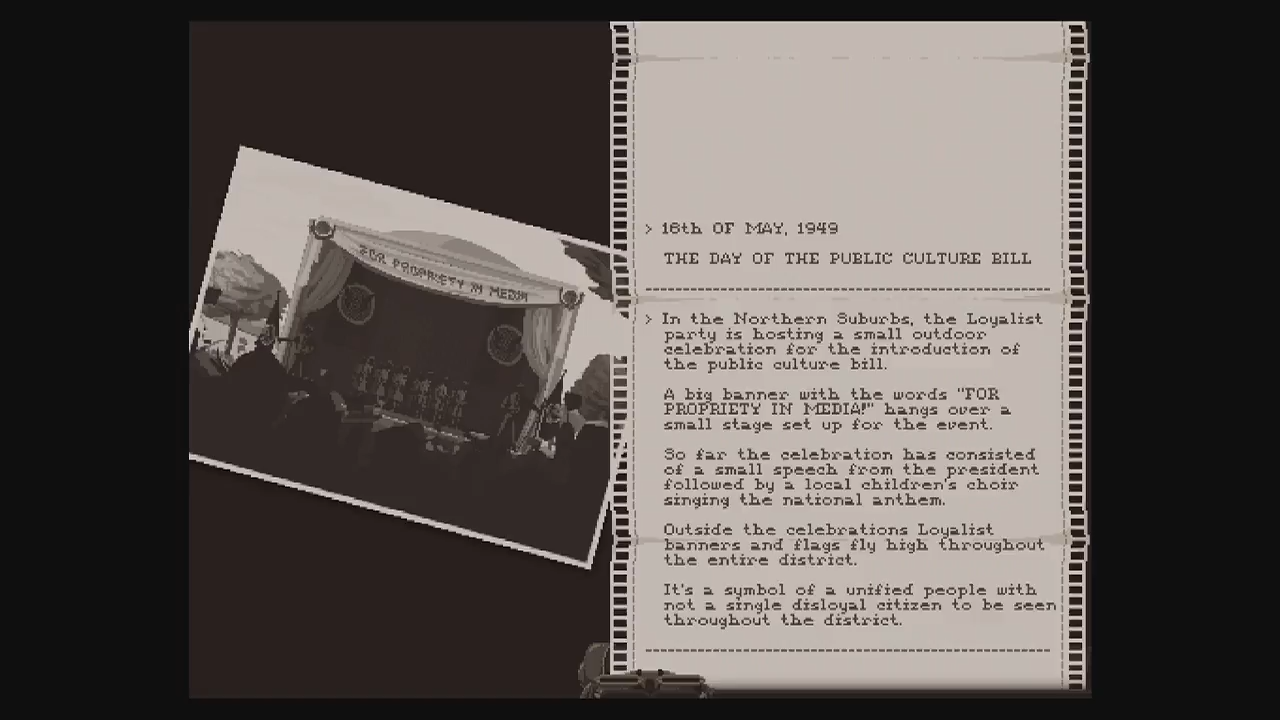 FOR PROPRIETY IN MEDIA
> 16th OF MAY, 1949
THE DAY OF THE PUBLIC CULTURE BILL
> In the Northern Suburbs, the Loyalist
party is hosting a small outdoor
celebration for the introduction of
the public culture bill.
A big banner with the words "FOR
PROPRIETY IN MEDIA!" hangs over a
small stage set up for the event.
So far the celebration has consisted
of a small speech from the president
followed by a local children's choir
singing the national anthem.
Outside the celebrations Loyalist
banners and flags fly high throughout
the entire district.
It's a symbol of a unified people with
not a single disloyal citizen to be seen
throughout the district.